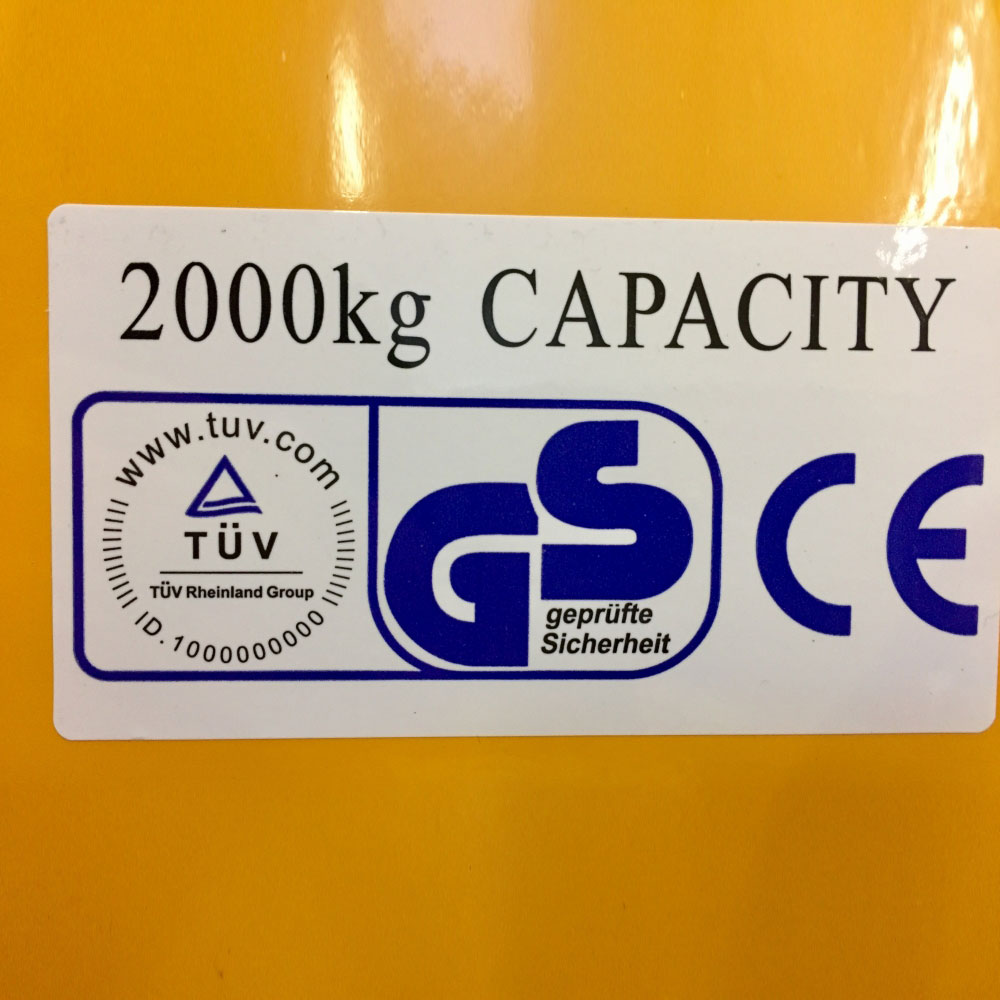 2000kg CAPACITY
www.tuv.com
TÜV
TÜV Rheinland Group
ID.1000000000
GS
geprüfte
Sicherheit
CE